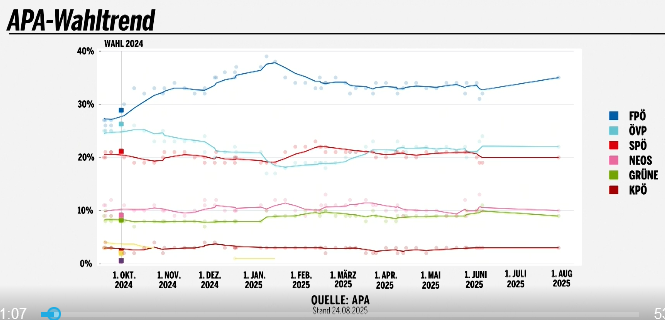 APA-Wahltrend
WAHL 2024
40%
30%
20%
10%
0%
FPÖ
ÖVP
SPÖ
NEOS
GRÜNE
KPÖ
1. OKT. 2024
1. NOV. 2024
1. DEZ. 2024
1. JAN. 2025
1. FEB. 2025
1. MÄRZ 2025
1. APR. 2025
1. MAI 2025
1. JUNI 2025
1. JULI 2025
1. AUG 2025
QUELLE: APA
Stand 24.08.2025
1:07
53